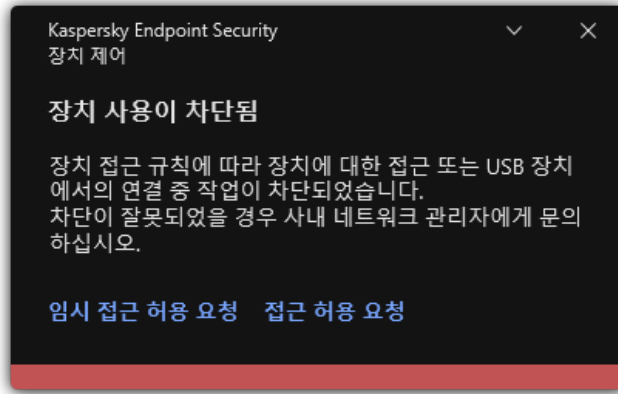 Kaspersky Endpoint Security
장치 제어
장치 사용이 차단됨
장치 접근 규칙에 따라 장치에 대한 접근 또는 USB 장치
에서의 연결 중 작업이 차단되었습니다.
차단이 잘못되었을 경우 사내 네트워크 관리자에게 문의
하십시오.
임시 접근 허용 요청 접근 허용 요청